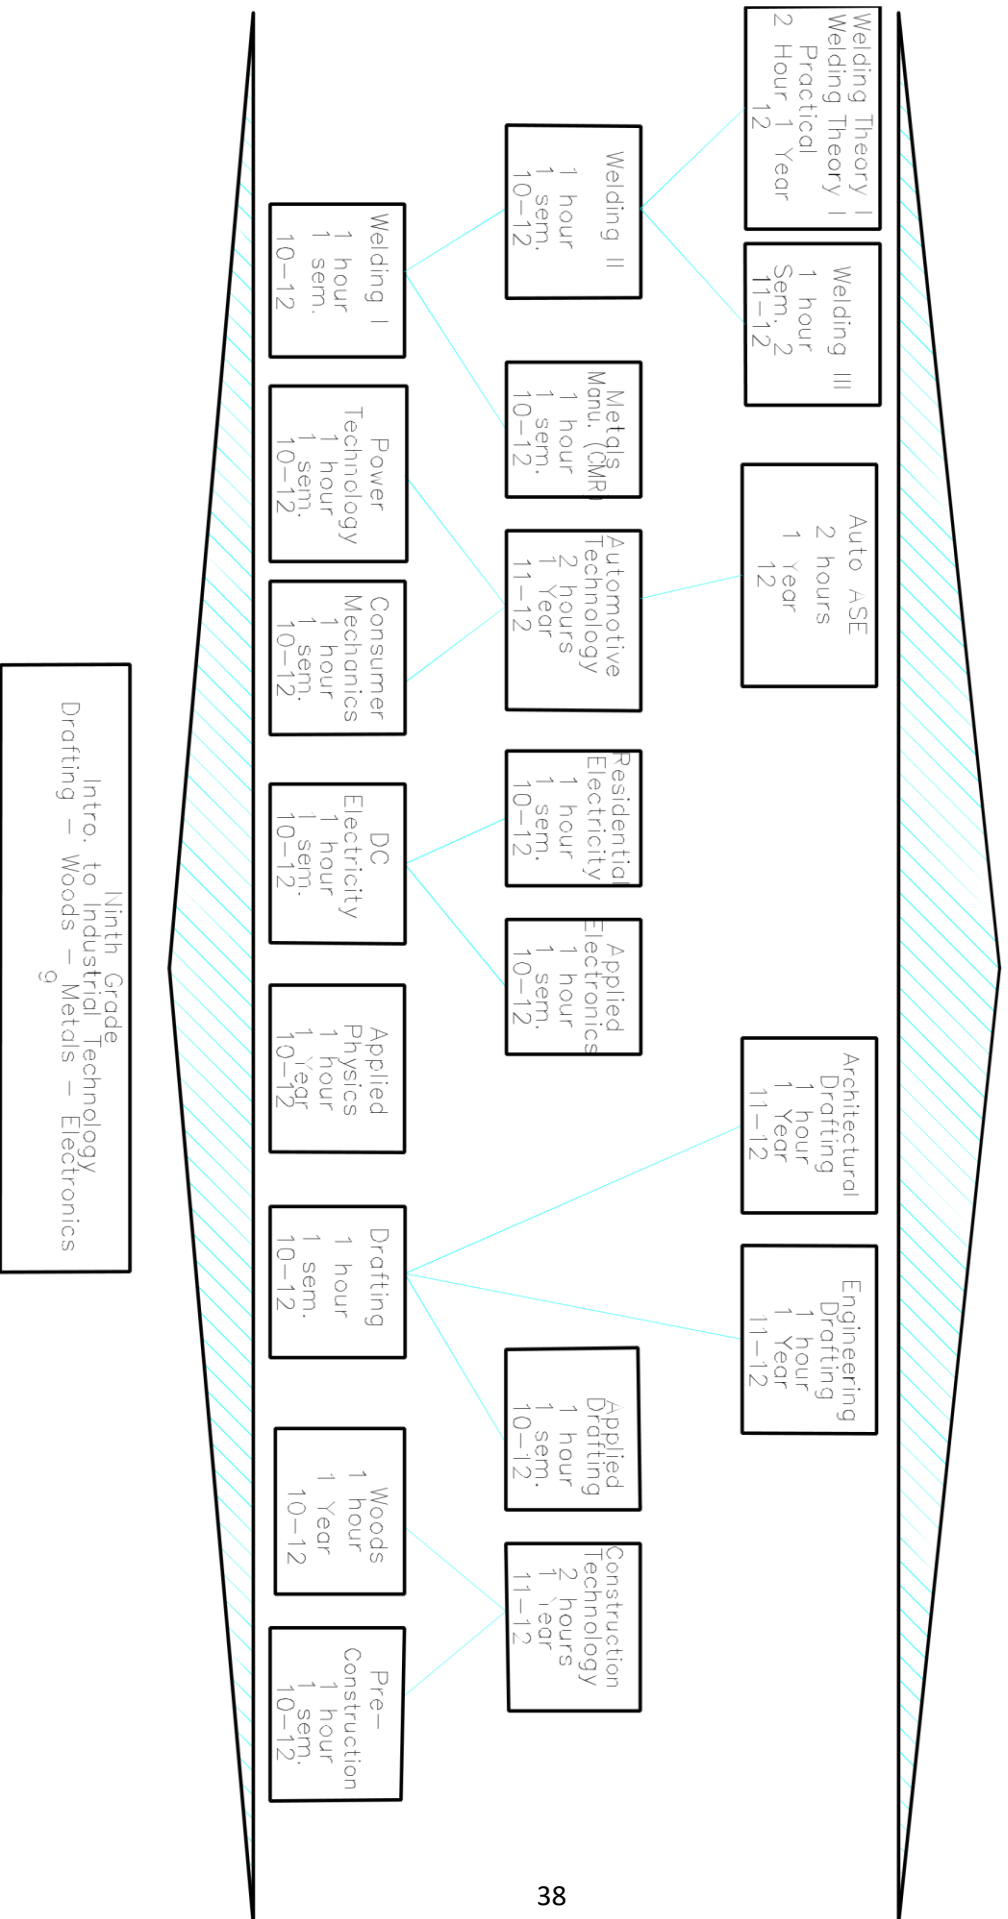 Welding Theory I
Welding Theory I
Practical
2 Hour 1 Year
12
Welding III
1 hour
Sem. 2
11-12
Auto ASE
2 hours
1 Year
12
Architectural
Drafting
1 hour
1 Year
11-12
Engineering
Drafting
1 hour
1 Year
11-12
Welding II
1 hour
1 sem.
10-12
Metals
Manu. (CMR)
1 hour
1 sem.
10-12
Automotive
Technology
2 hours
1 Year
11-12
Residential
Electricity
1 hour
1 sem.
10-12
Applied
Electronics
1 hour
1 sem.
10-12
Applied
Drafting
1 hour
1 sem.
10-12
Construction
Technology
2 hours
1 Year
11-12
Welding I
1 hour
1 sem.
10-12
Power
Technology
1 hour
1 sem.
10-12
Consumer
Mechanics
1 hour
1 sem.
10-12
DC
Electricity
1 hour
1 sem.
10-12
Applied
Physics
1 hour
1 Year
10-12
Drafting
1 hour
1 sem.
10-12
Woods
1 hour
1 Year
10-12
Pre-
Construction
1 hour
1 sem.
10-12
Ninth Grade
Intro. to Industrial Technology
Drafting - Woods - Metals - Electronics
9
38